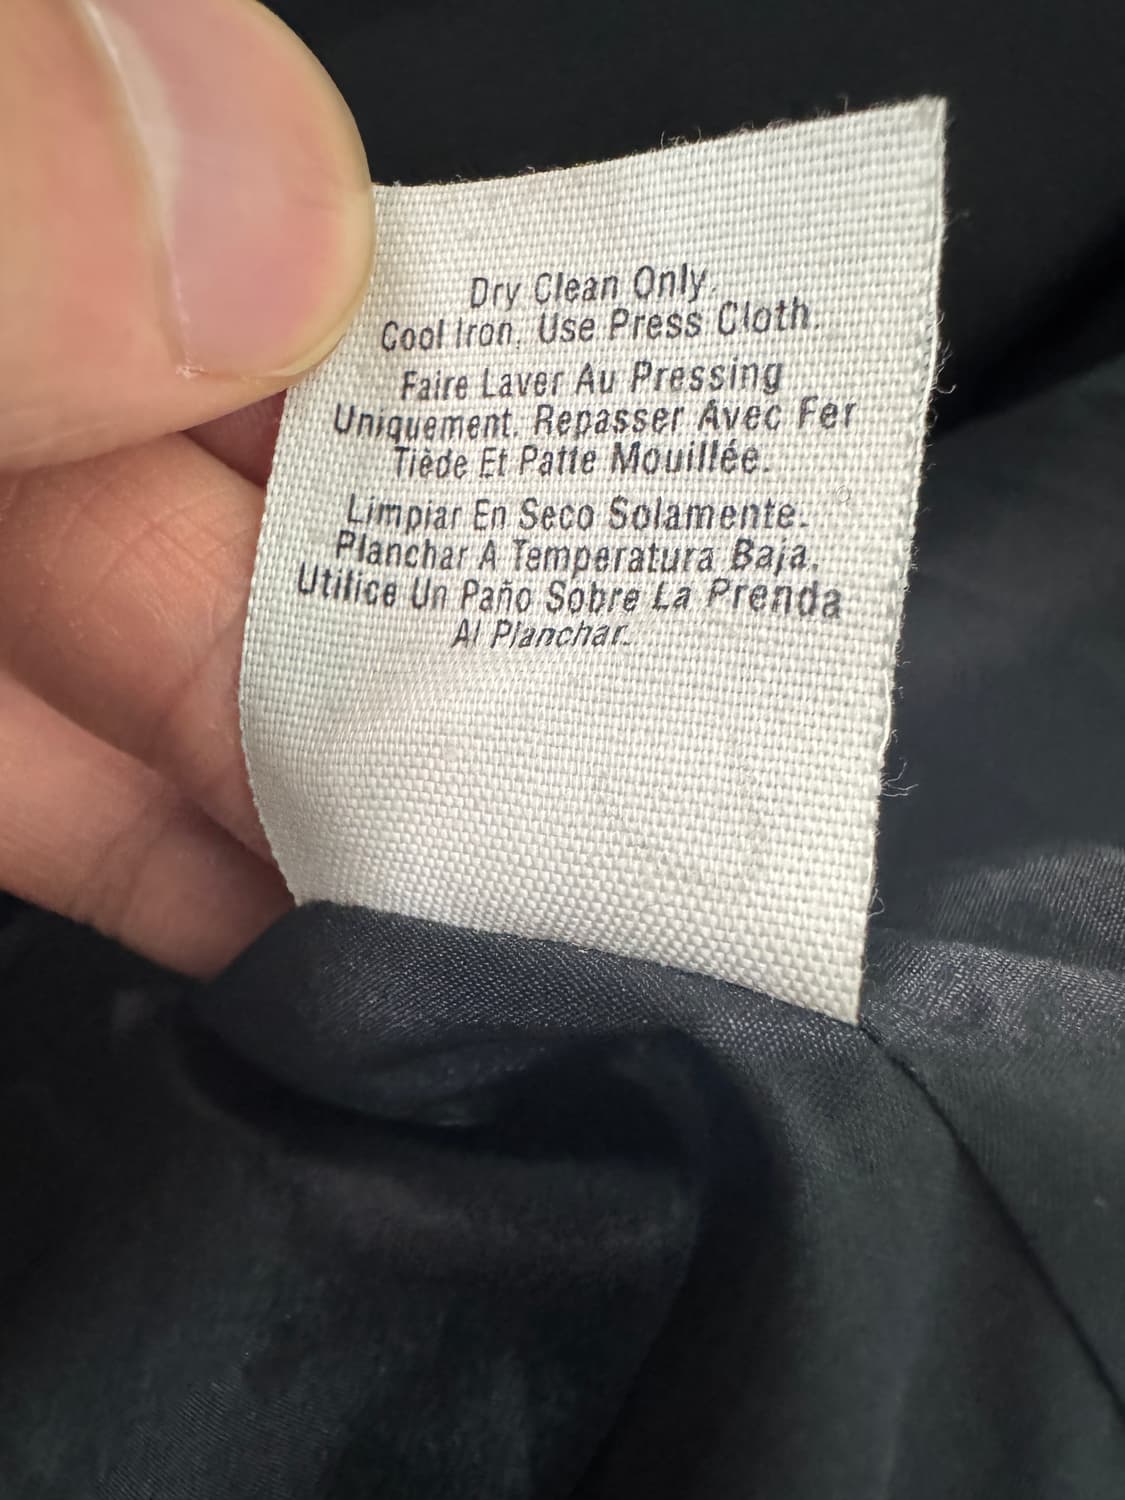 Dry Clean Only.
Cool Iron. Use Press Cloth.
Faire Laver Au Pressing
Uniquement. Repasser Avec Fer
Tiède Et Patte Mouillée.
Limpiar En Seco Solamente.
Planchar A Temperatura Baja.
Utilice Un Paño Sobre La Prenda
Al Planchar.